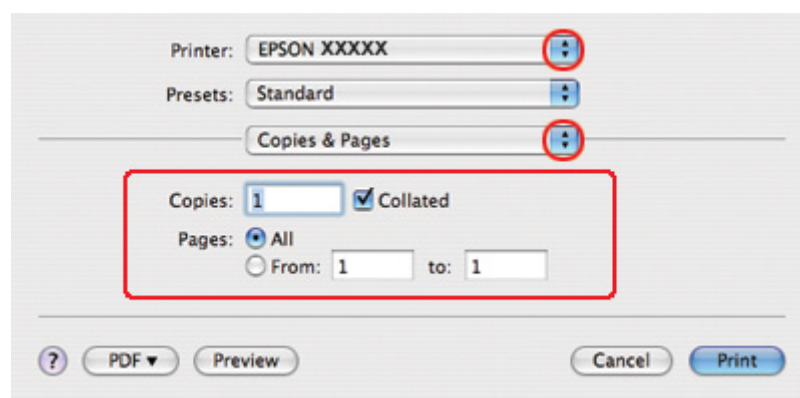 Printer: EPSON XXXXX
Presets: Standard
Copies & Pages
Copies: 1 Collated
Pages: All
From: 1 to: 1
? PDF▼ Preview Cancel Print